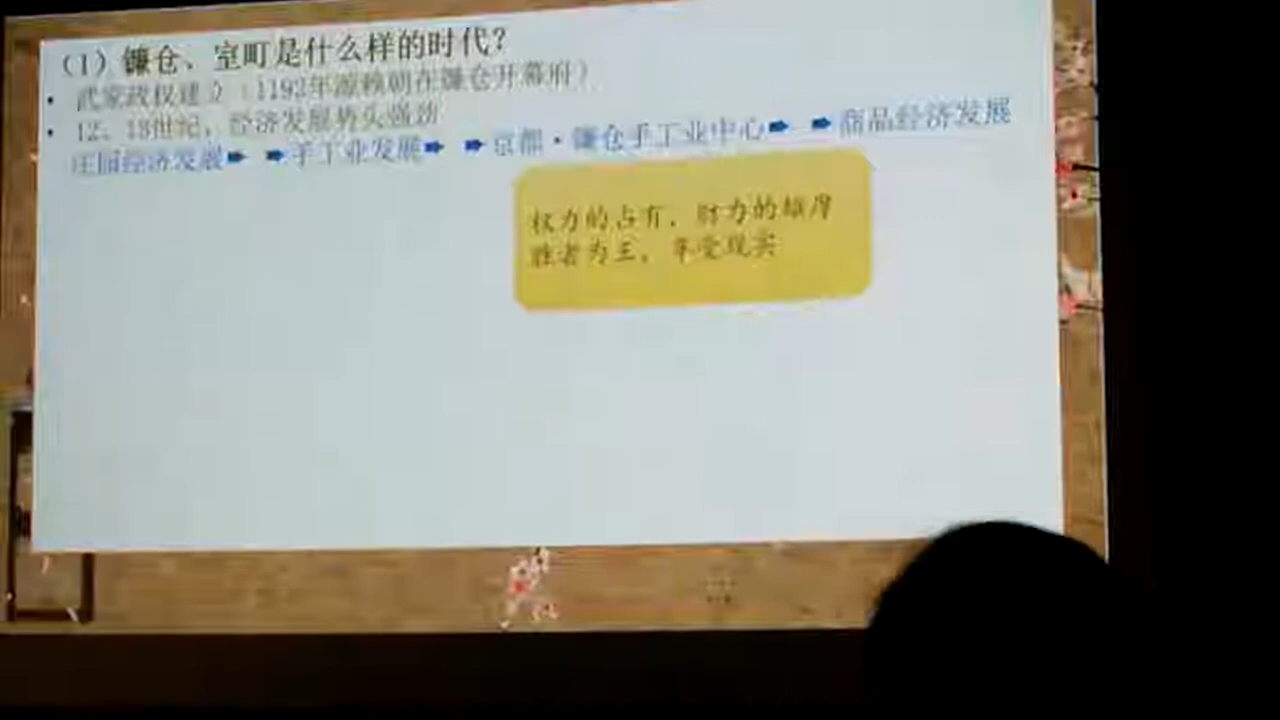 （1）镰仓、室町是什么样的时代？
武家政权建立（1192年源赖朝在镰仓开幕府）
12、13世纪，经济发展势头强劲
庄园经济发展➡ ➡手工业发展➡ ➡京都·镰仓手工业中心➡ ➡商品经济发展
权力的占有、财力的雄厚
胜者为王，享受现实